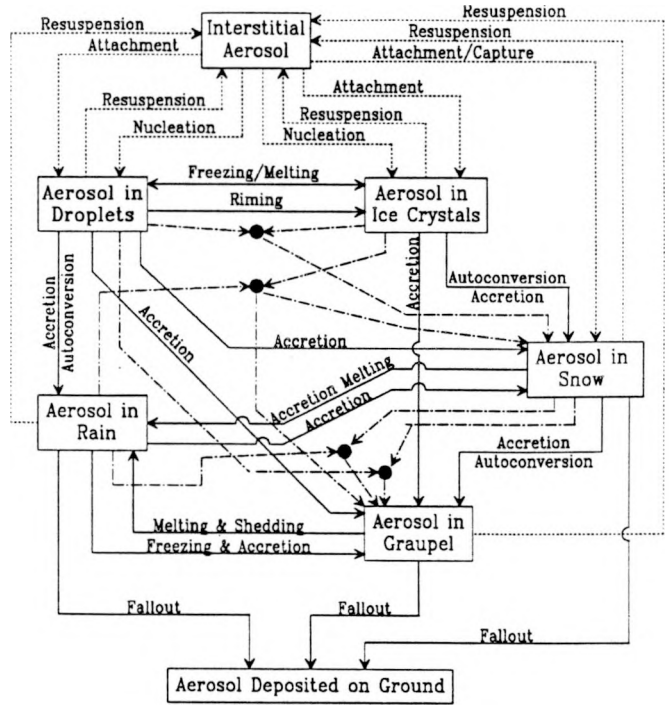 Resuspension
Interstitial
Aerosol
Resuspension
Resuspension
Attachment
Attachment/Capture
Attachment
Resuspension
Resuspension
Nucleation
Nucleation
Aerosol in
Droplets
Freezing/Melting
Riming
Aerosol in
Ice Crystals
Accretion
Autoconversion
Accretion
Accretion
Autoconversion
Accretion
Accretion
Aerosol in
Snow
Accretion Melting
Accretion
Aerosol in
Rain
Accretion
Autoconversion
Melting & Shedding
Freezing & Accretion
Aerosol in
Graupel
Fallout
Fallout
Fallout
Aerosol Deposited on Ground